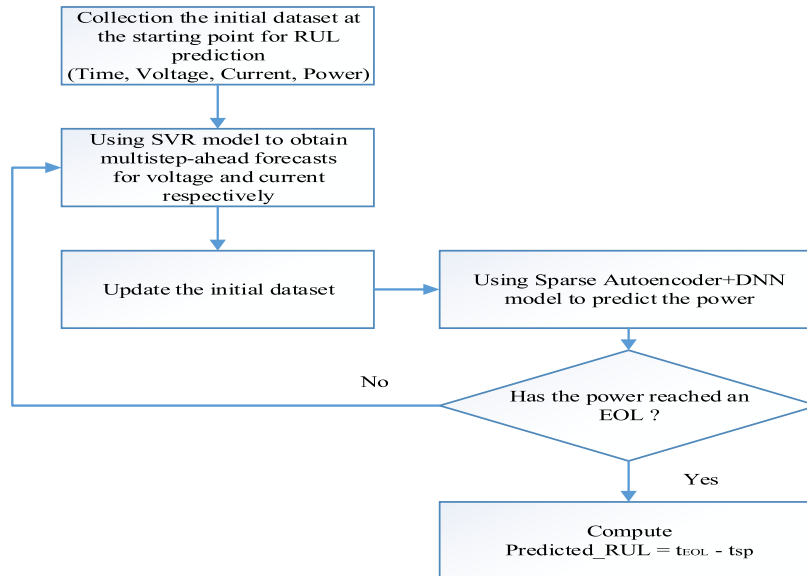 Collection the initial dataset at
the starting point for RUL
prediction
(Time, Voltage, Current, Power)
Using SVR model to obtain
multistep-ahead forecasts
for voltage and current
respectively
Update the initial dataset
Using Sparse Autoencoder+DNN
model to predict the power
Has the power reached an
EOL ?
No
Yes
Compute
Predicted_RUL = tEOL - tsp